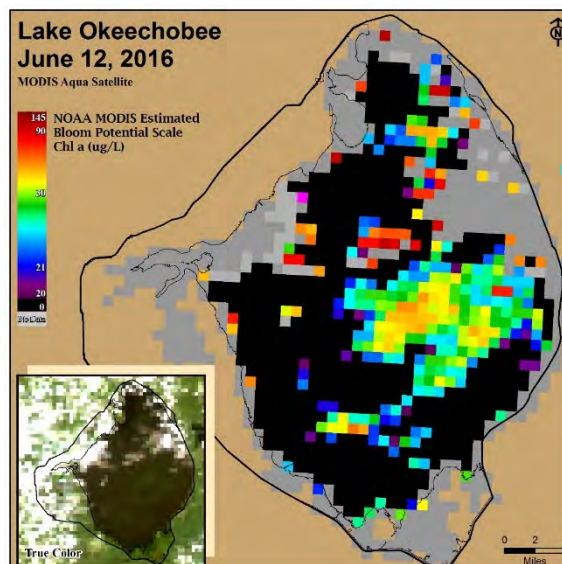 Lake Okeechobee
June 12, 2016
MODIS Aqua Satellite
NOAA MODIS Estimated
Bloom Potential Scale
Chl a (ug/L)
145
90
30
21
20
0
No Data
N
True Color
0 2
Miles